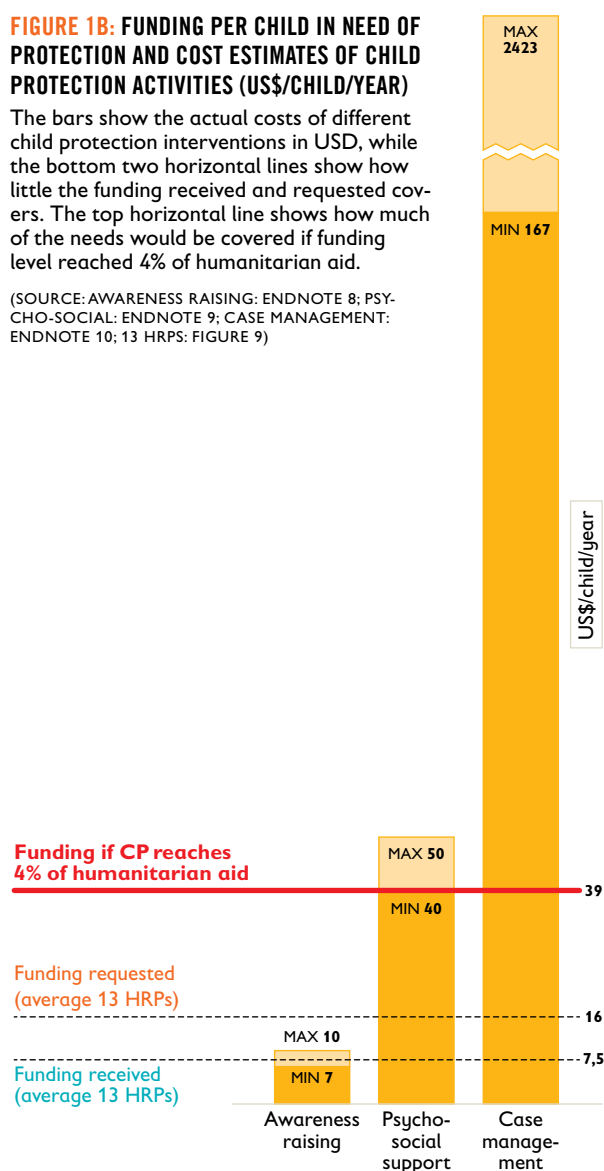 FIGURE 1B: FUNDING PER CHILD IN NEED OF
PROTECTION AND COST ESTIMATES OF CHILD
PROTECTION ACTIVITIES (US$/CHILD/YEAR)
The bars show the actual costs of different
child protection interventions in USD, while
the bottom two horizontal lines show how
little the funding received and requested cov-
ers. The top horizontal line shows how much
of the needs would be covered if funding
level reached 4% of humanitarian aid.
(SOURCE: AWARENESS RAISING: ENDNOTE 8; PSY-
CHO-SOCIAL: ENDNOTE 9; CASE MANAGEMENT:
ENDNOTE 10; 13 HRPS: FIGURE 9)
MAX
2423
MIN 167
US$/child/year
Funding if CP reaches
4% of humanitarian aid
MAX 50
39
MIN 40
Funding requested
(average 13 HRPs)
16
MAX 10
7,5
Funding received
(average 13 HRPs)
MIN 7
Awareness
raising
Psycho-
social
support
Case
manage-
ment